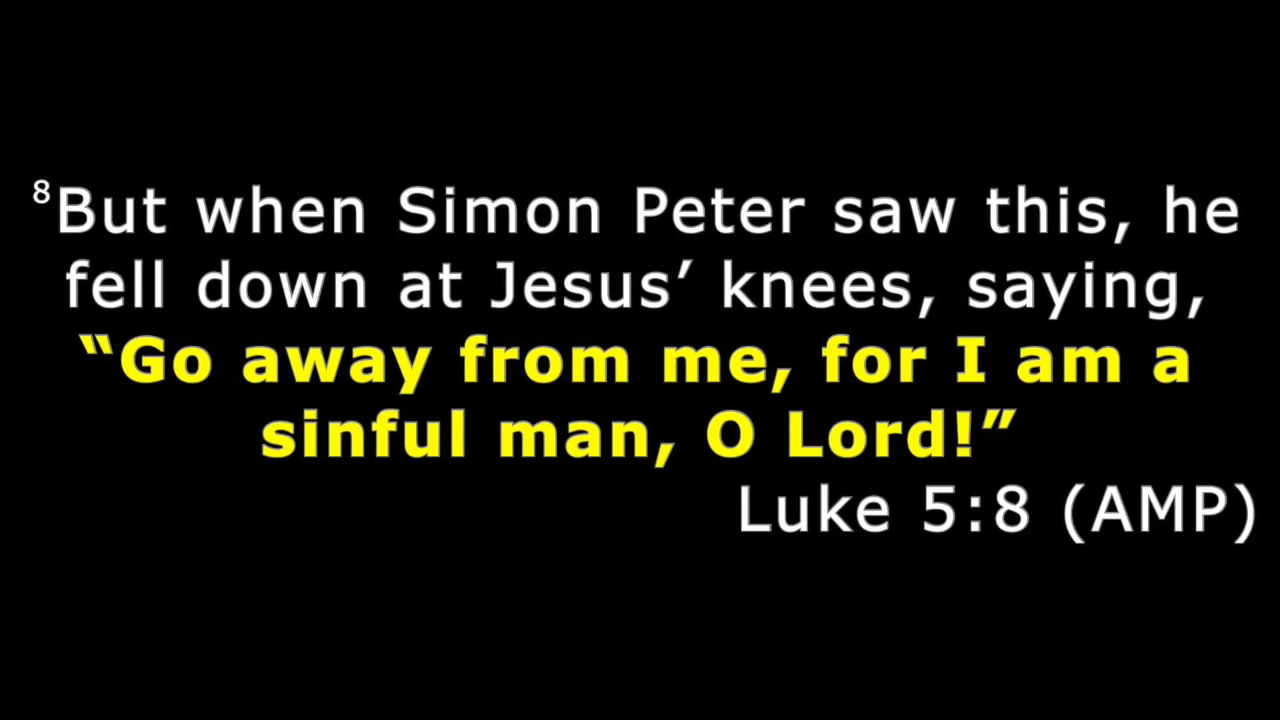 ⁸But when Simon Peter saw this, he
fell down at Jesus’ knees, saying,
“Go away from me, for I am a
sinful man, O Lord!”
Luke 5:8 (AMP)